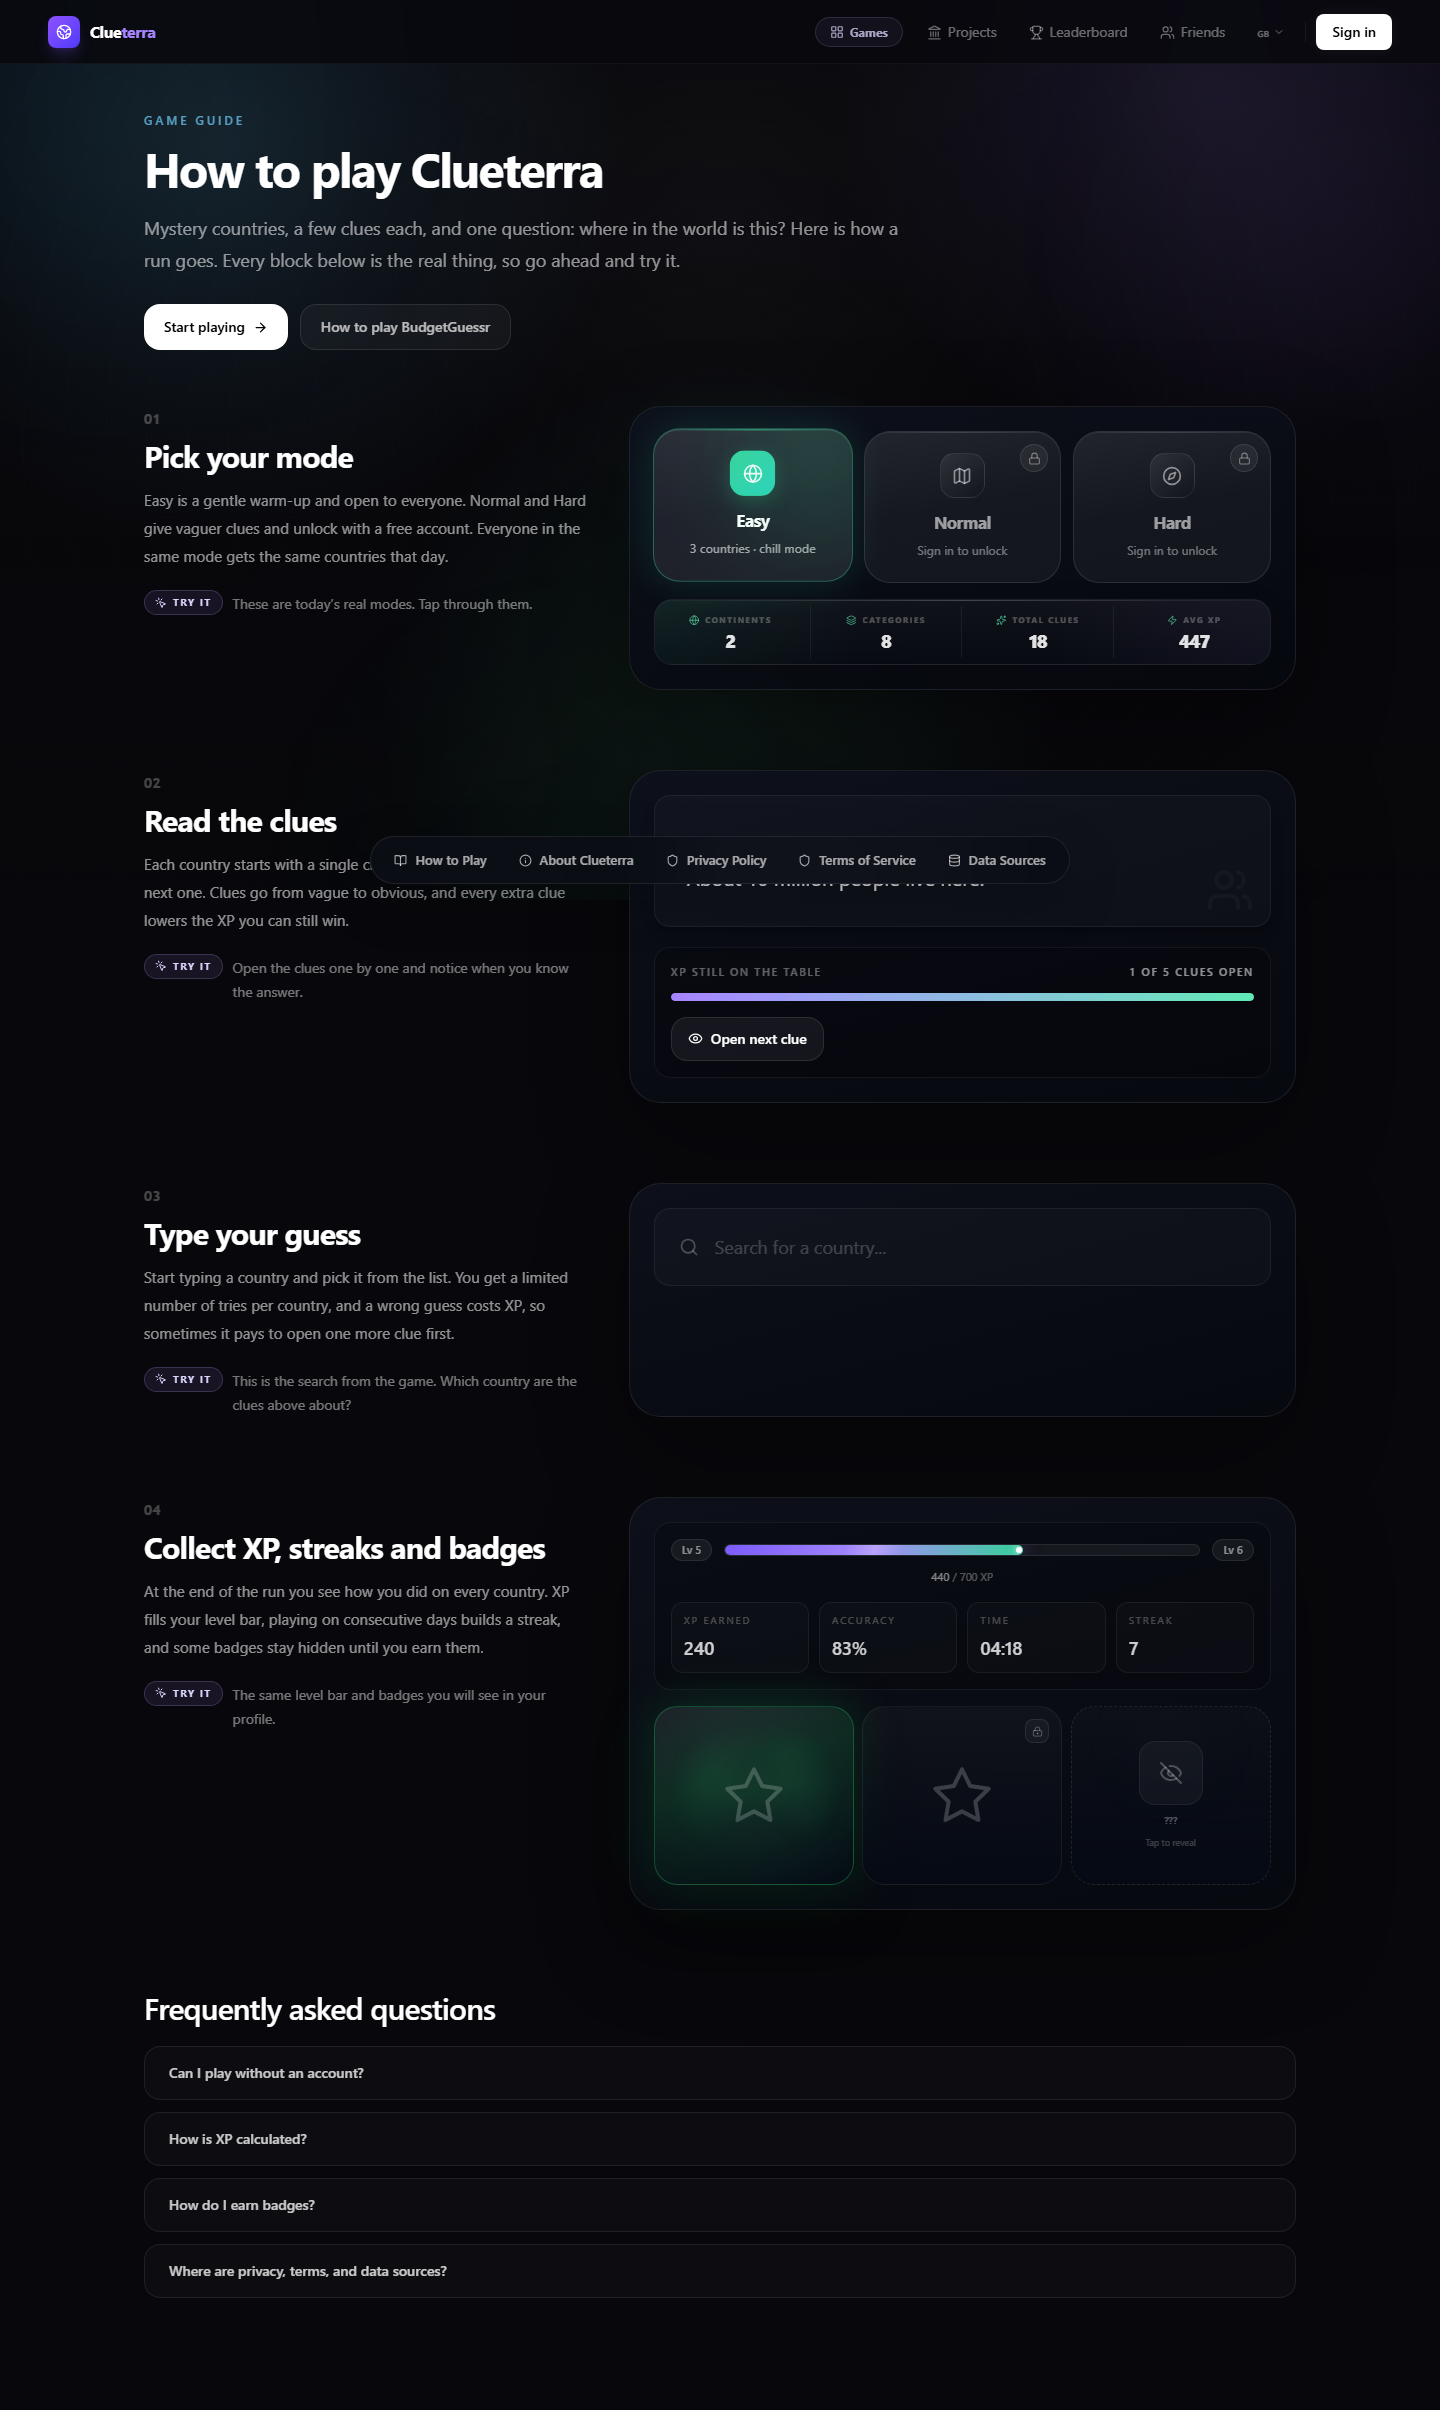 Clueterra
Games
Projects
Leaderboard
Friends
GB
Sign in
GAME GUIDE
How to play Clueterra
Mystery countries, a few clues each, and one question: where in the world is this? Here is how a
run goes. Every block below is the real thing, so go ahead and try it.
Start playing
How to play BudgetGuessr
01
Pick your mode
Easy is a gentle warm-up and open to everyone. Normal and Hard
give vaguer clues and unlock with a free account. Everyone in the
same mode gets the same countries that day.
TRY IT
These are today's real modes. Tap through them.
Easy
3 countries · chill mode
Normal
Sign in to unlock
Hard
Sign in to unlock
CONTINENTS
2
CATEGORIES
8
TOTAL CLUES
18
AVG XP
447
02
Read the clues
Each country starts with a single
next one. Clues go from vague to obvious, and every extra clue
lowers the XP you can still win.
TRY IT
Open the clues one by one and notice when you know
the answer.
How to Play
About Clueterra
Privacy Policy
Terms of Service
Data Sources
XP STILL ON THE TABLE
1 OF 5 CLUES OPEN
Open next clue
03
Type your guess
Start typing a country and pick it from the list. You get a limited
number of tries per country, and a wrong guess costs XP, so
sometimes it pays to open one more clue first.
TRY IT
This is the search from the game. Which country are the
clues above about?
Search for a country...
04
Collect XP, streaks and badges
At the end of the run you see how you did on every country. XP
fills your level bar, playing on consecutive days builds a streak,
and some badges stay hidden until you earn them.
TRY IT
The same level bar and badges you will see in your
profile.
Lv 5
Lv 6
440 / 700 XP
XP EARNED
240
ACCURACY
83%
TIME
04:18
STREAK
7
???
Tap to reveal
Frequently asked questions
Can I play without an account?
How is XP calculated?
How do I earn badges?
Where are privacy, terms, and data sources?